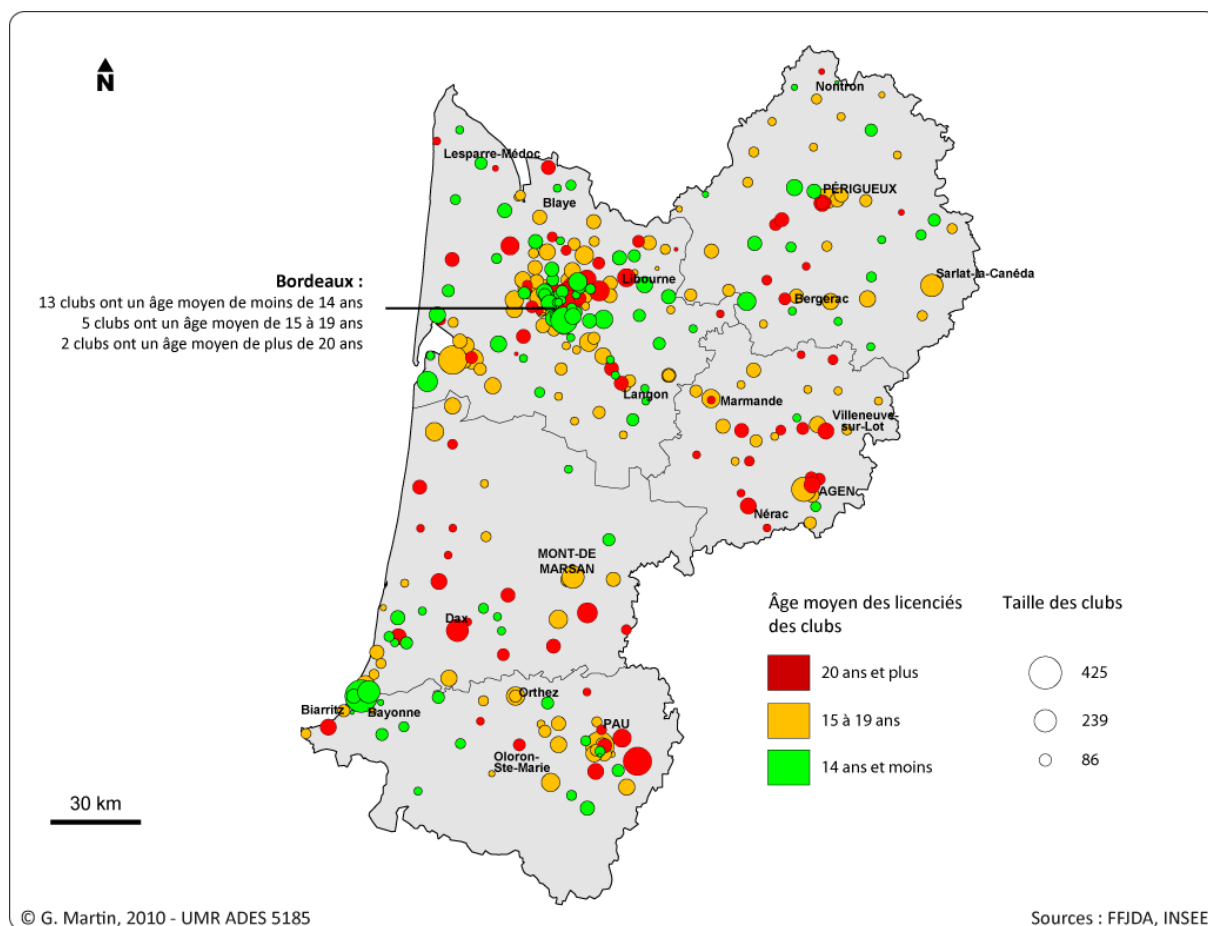 N
Nontron
Lesparre-Médoc
PÉRIGUEUX
Blaye
Bordeaux :
13 clubs ont un âge moyen de moins de 14 ans
5 clubs ont un âge moyen de 15 à 19 ans
2 clubs ont un âge moyen de plus de 20 ans
Libourne
Sarlat-la-Canéda
Bergerac
Langon
Marmande
Villeneuve-
sur-Lot
AGEN
Nérac
MONT-DE
MARSAN
Dax
Orthez
Biarritz
Bayonne
PAU
Oloron-
Ste-Marie
Âge moyen des licenciés
des clubs
20 ans et plus
15 à 19 ans
14 ans et moins
Taille des clubs
425
239
86
30 km
© G. Martin, 2010 - UMR ADES 5185
Sources : FFJDA, INSEE